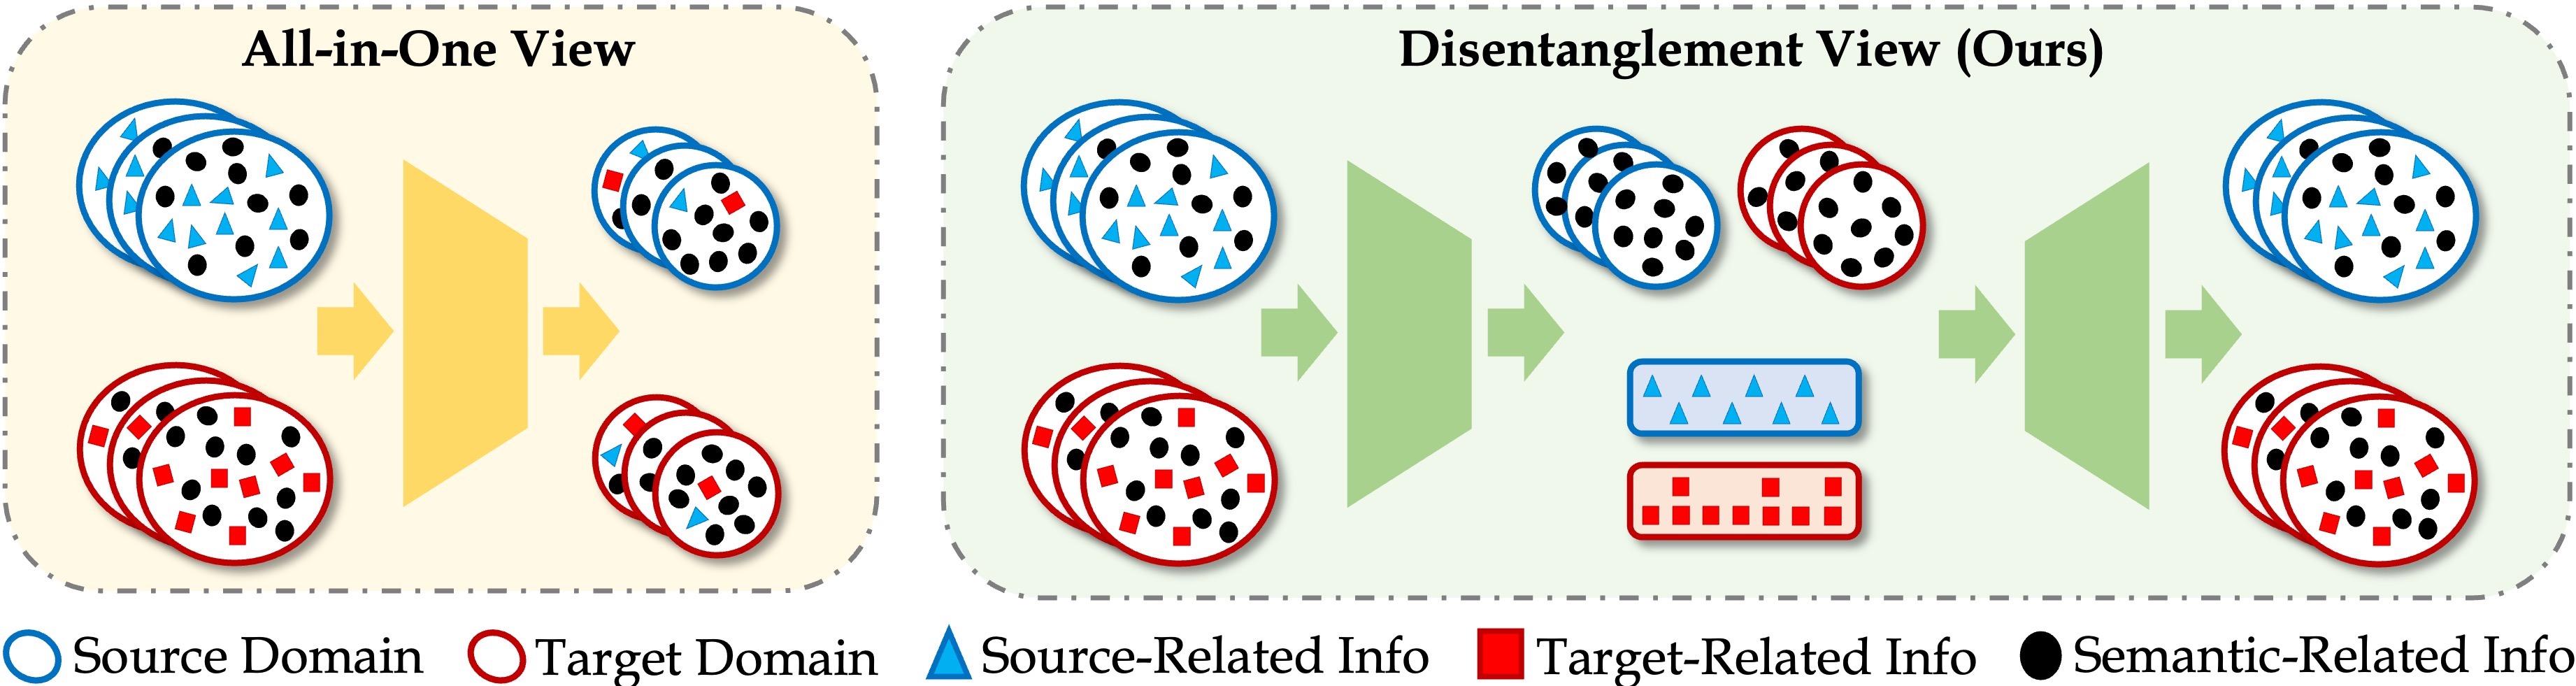 All-in-One View
Disentanglement View (Ours)
Source Domain
Target Domain
Source-Related Info
Target-Related Info
Semantic-Related Info